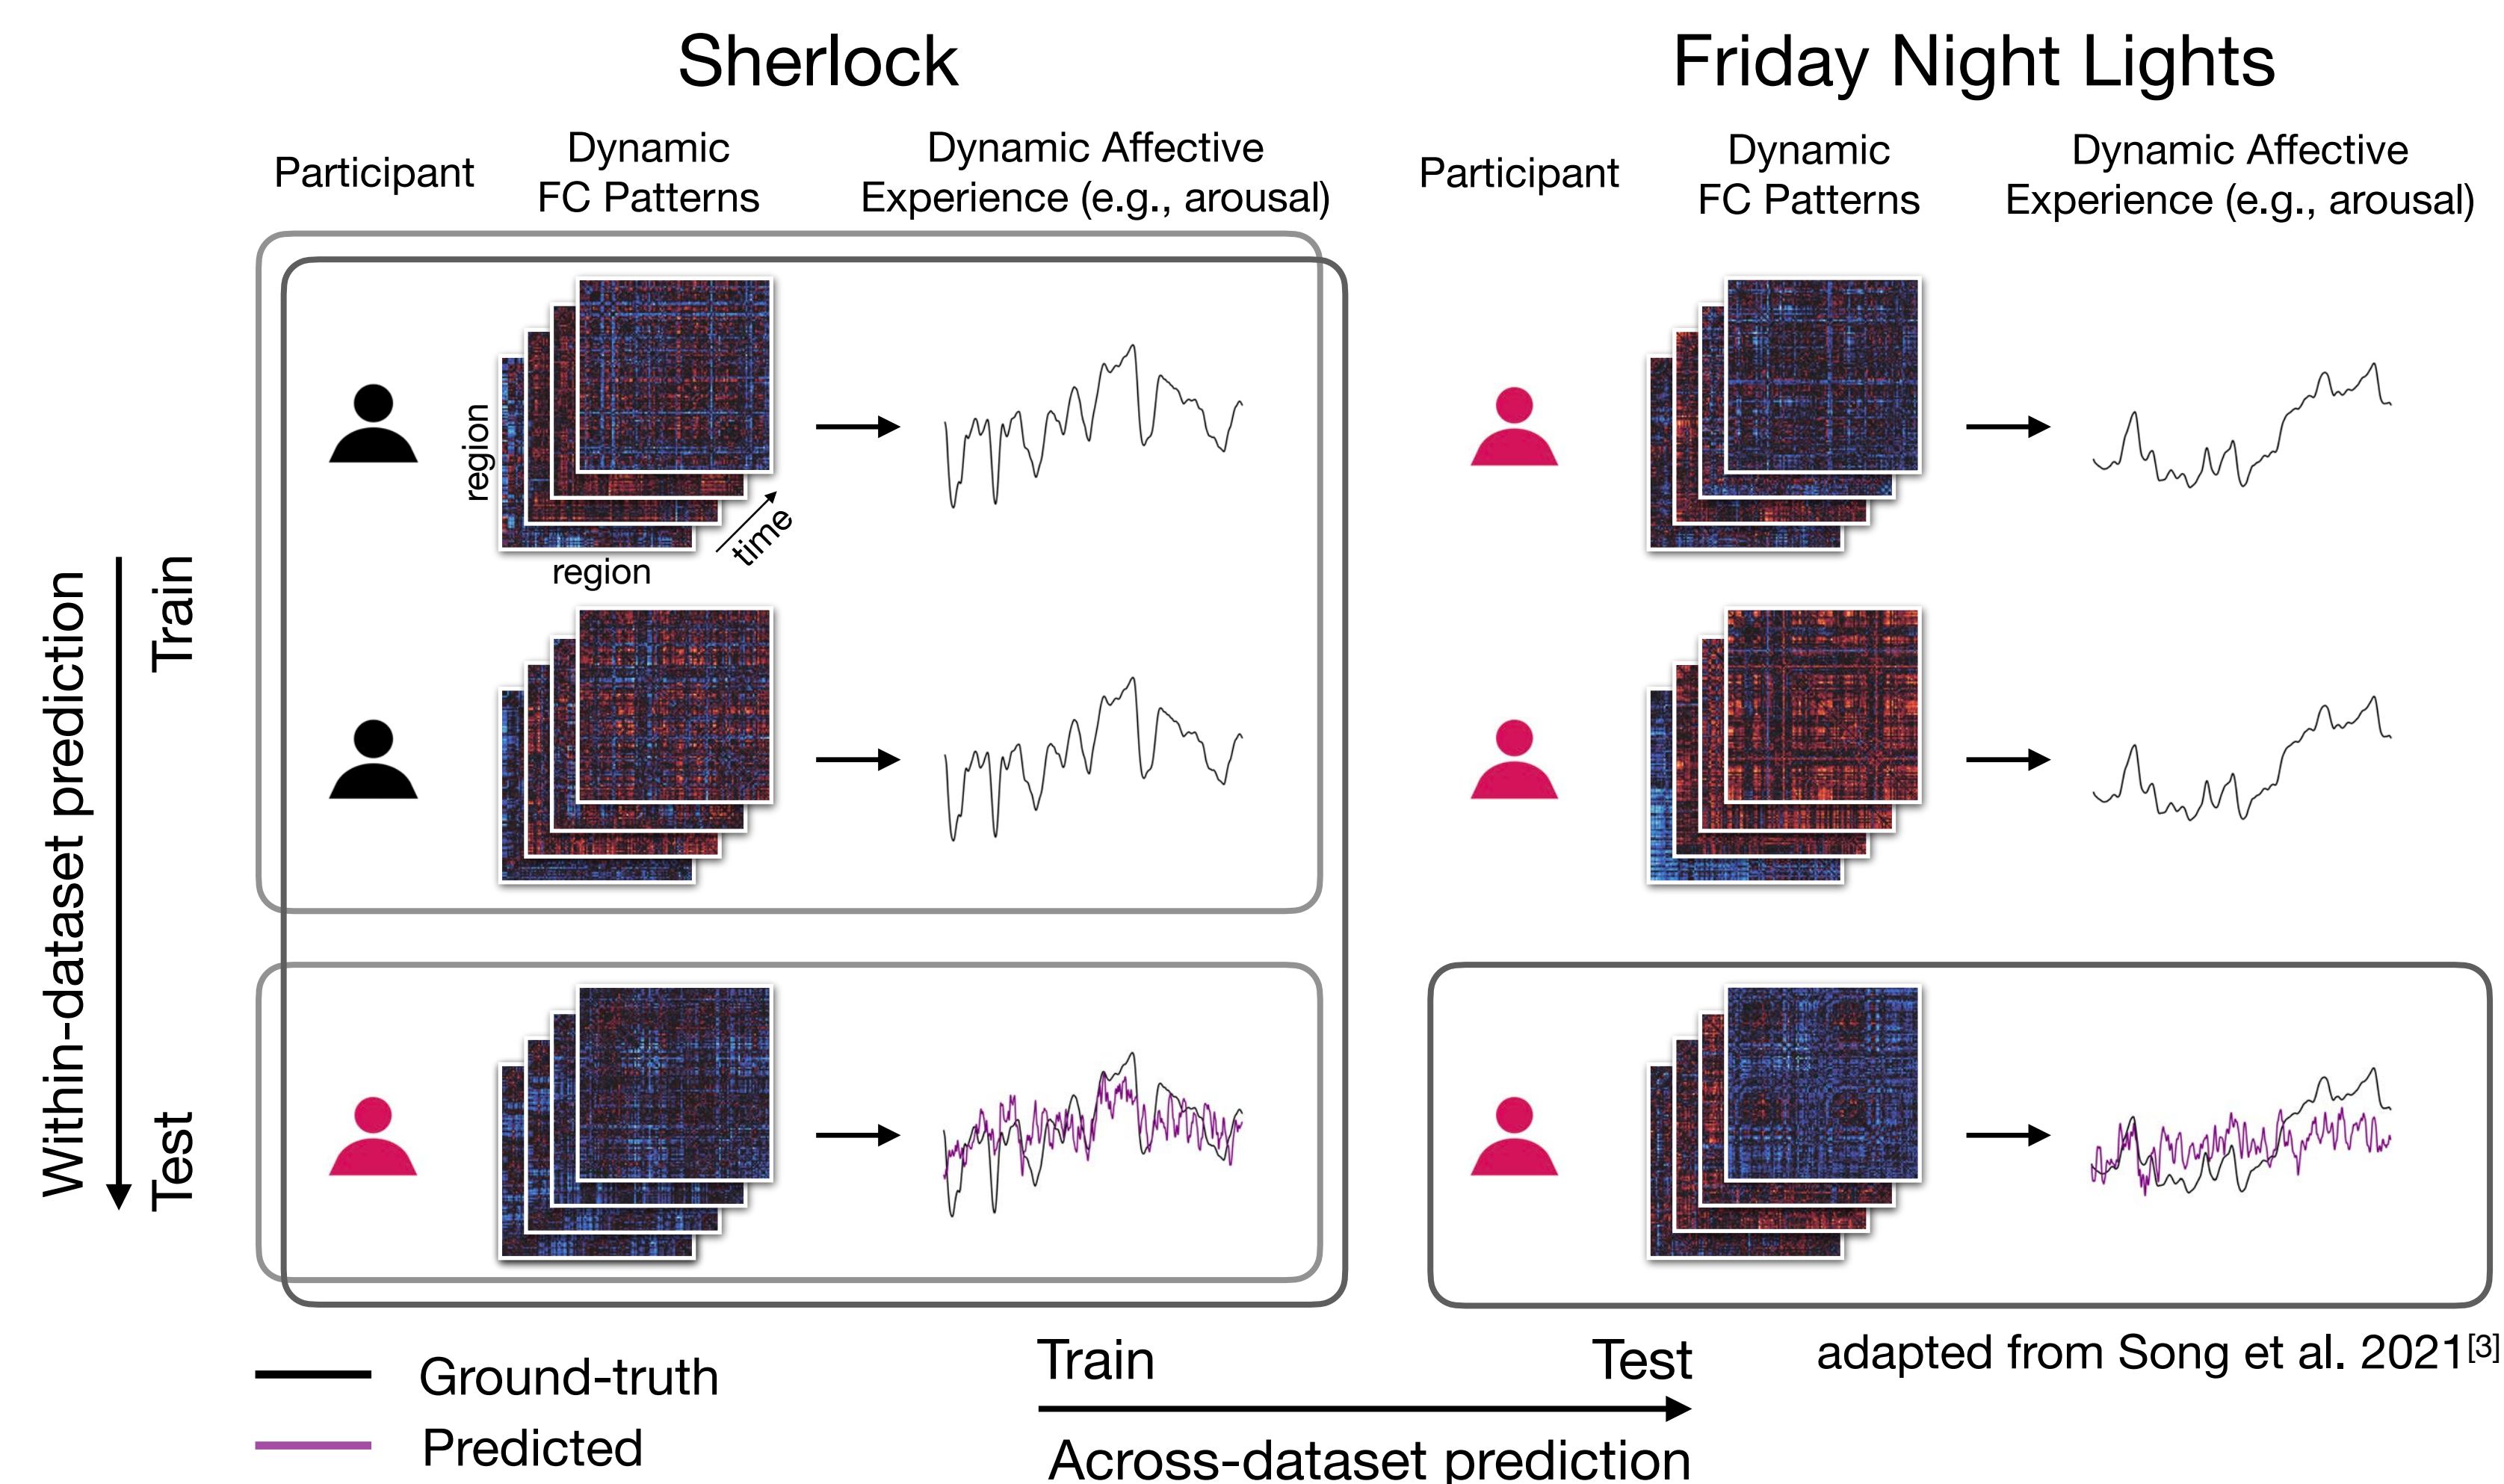 Sherlock
Participant
Dynamic
FC Patterns
Dynamic Affective
Experience (e.g., arousal)
Friday Night Lights
Participant
Dynamic
FC Patterns
Dynamic Affective
Experience (e.g., arousal)
region
region
time
Within-dataset prediction
Train
Test
Ground-truth
Predicted
Train
Test
Across-dataset prediction
adapted from Song et al. 2021[3]